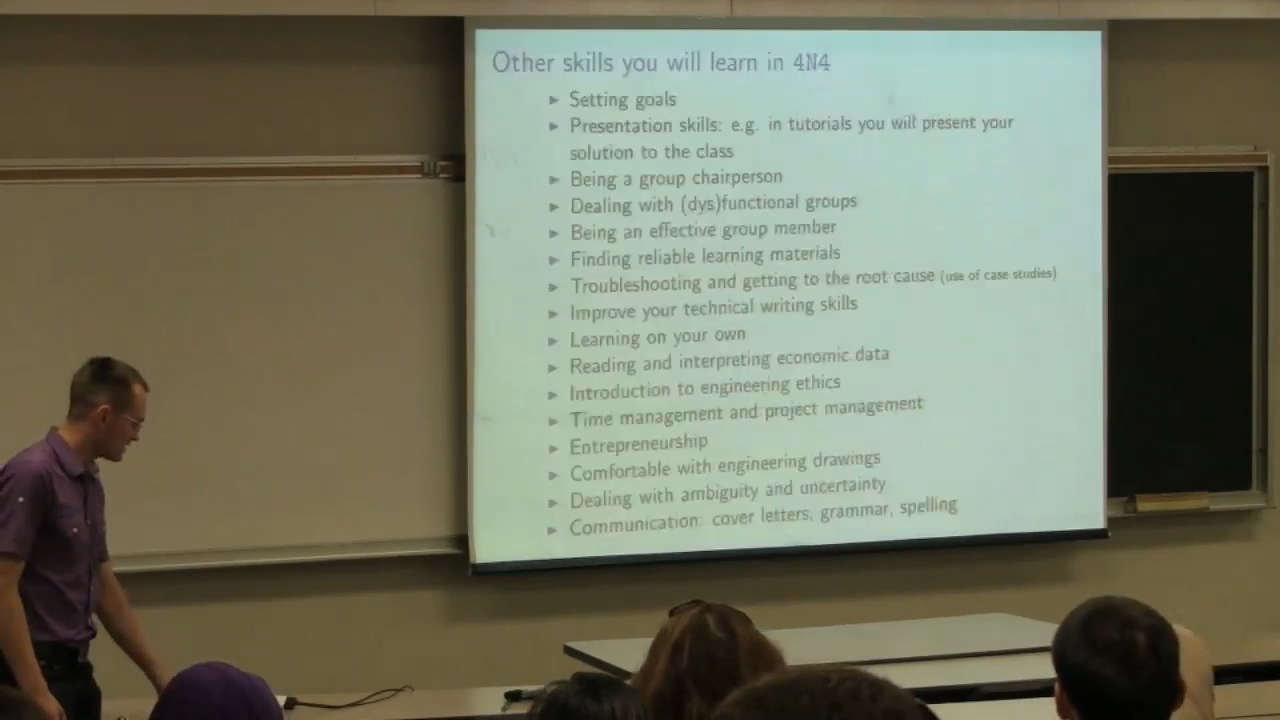 Other skills you will learn in 4N4
► Setting goals
► Presentation skills: e.g. in tutorials you will present your
solution to the class
► Being a group chairperson
► Dealing with (dys)functional groups
► Being an effective group member
► Finding reliable learning materials
► Troubleshooting and getting to the root cause (use of case studies)
► Improve your technical writing skills
► Learning on your own
► Reading and interpreting economic data
► Introduction to engineering ethics
► Time management and project management
► Entrepreneurship
► Comfortable with engineering drawings
► Dealing with ambiguity and uncertainty
► Communication: cover letters, grammar, spelling